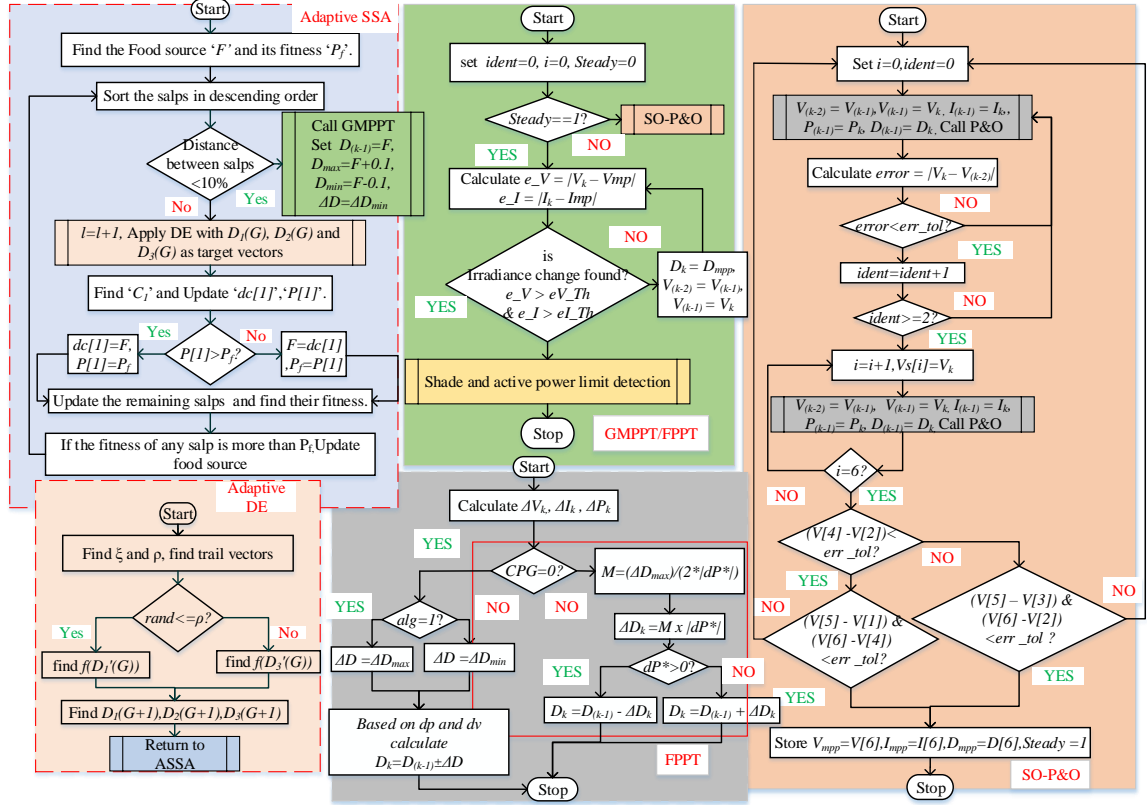 Start
Adaptive SSA
Find the Food source ‘F’ and its fitness ‘Pf’.
Sort the salps in descending order
Distance
between salps
<10%
Call GMPPT
Set D(k-1)=F,
Dmax=F+0.1,
Dmin=F-0.1,
ΔD=ΔDmin
No
Yes
l=l+1, Apply DE with D1(G), D2(G) and
D3(G) as target vectors
Find ‘C1’ and Update ‘dc[1]’,‘P[1]’.
Yes
No
P[1]>Pf?
dc[1]=F,
P[1]=Pf
F=dc[1]
,Pf=P[1]
Update the remaining salps and find their fitness.
If the fitness of any salp is more than Pf,Update
food source
Adaptive
DE
Start
Find ξ and ρ, find trail vectors
rand<=ρ?
Yes
No
find f(D1'(G))
find f(D3'(G))
Find D1(G+1),D2(G+1),D3(G+1)
Return to
ASSA
Start
set ident=0, i=0, Steady=0
Steady==1?
SO-P&O
YES
NO
Calculate e_V = |Vk – Vmp|
e_I = |Ik – Imp|
is
Irradiance change found?
e_V > eV_Th
& e_I > eI_Th
NO
YES
Dk = Dmpp,
V(k-2) = V(k-1),
V(k-1) = Vk
Shade and active power limit detection
Stop
GMPPT/FPPT
Start
Calculate ΔVk, ΔIk , ΔPk
YES
CPG=0?
M=(ΔDmax)/(2*|dP*|)
NO
NO
YES
alg=1?
ΔDk = M x |dP*|
ΔD =ΔDmax
ΔD =ΔDmin
dP*>0?
YES
NO
Dk =D(k-1) - ΔDk
Dk =D(k-1) + ΔDk
Based on dp and dv
calculate
Dk=D(k-1)±ΔD
FPPT
Stop
Start
Set i=0,ident=0
V(k-2) = V(k-1),V(k-1) = Vk, I(k-1) = Ik,
P(k-1)= Pk, D(k-1)= Dk, Call P&O
Calculate error = |Vk – V(k-2)|
NO
error<err_tol?
YES
ident=ident+1
NO
ident>=2?
YES
i=i+1,Vs[i]=Vk
V(k-2) = V(k-1), V(k-1) = Vk, I(k-1) = Ik,
P(k-1)= Pk, D(k-1)= Dk, Call P&O
i=6?
NO
YES
(V[4] -V[2])<
err _tol?
NO
YES
NO
NO
(V[5] - V[1]) &
(V[6] -V[4])
<err _tol?
(V[5] – V[3]) &
(V[6] -V[2])
<err _tol ?
YES
YES
Store Vmpp=V[6],Impp=I[6],Dmpp=D[6],Steady =1
Stop
SO-P&O